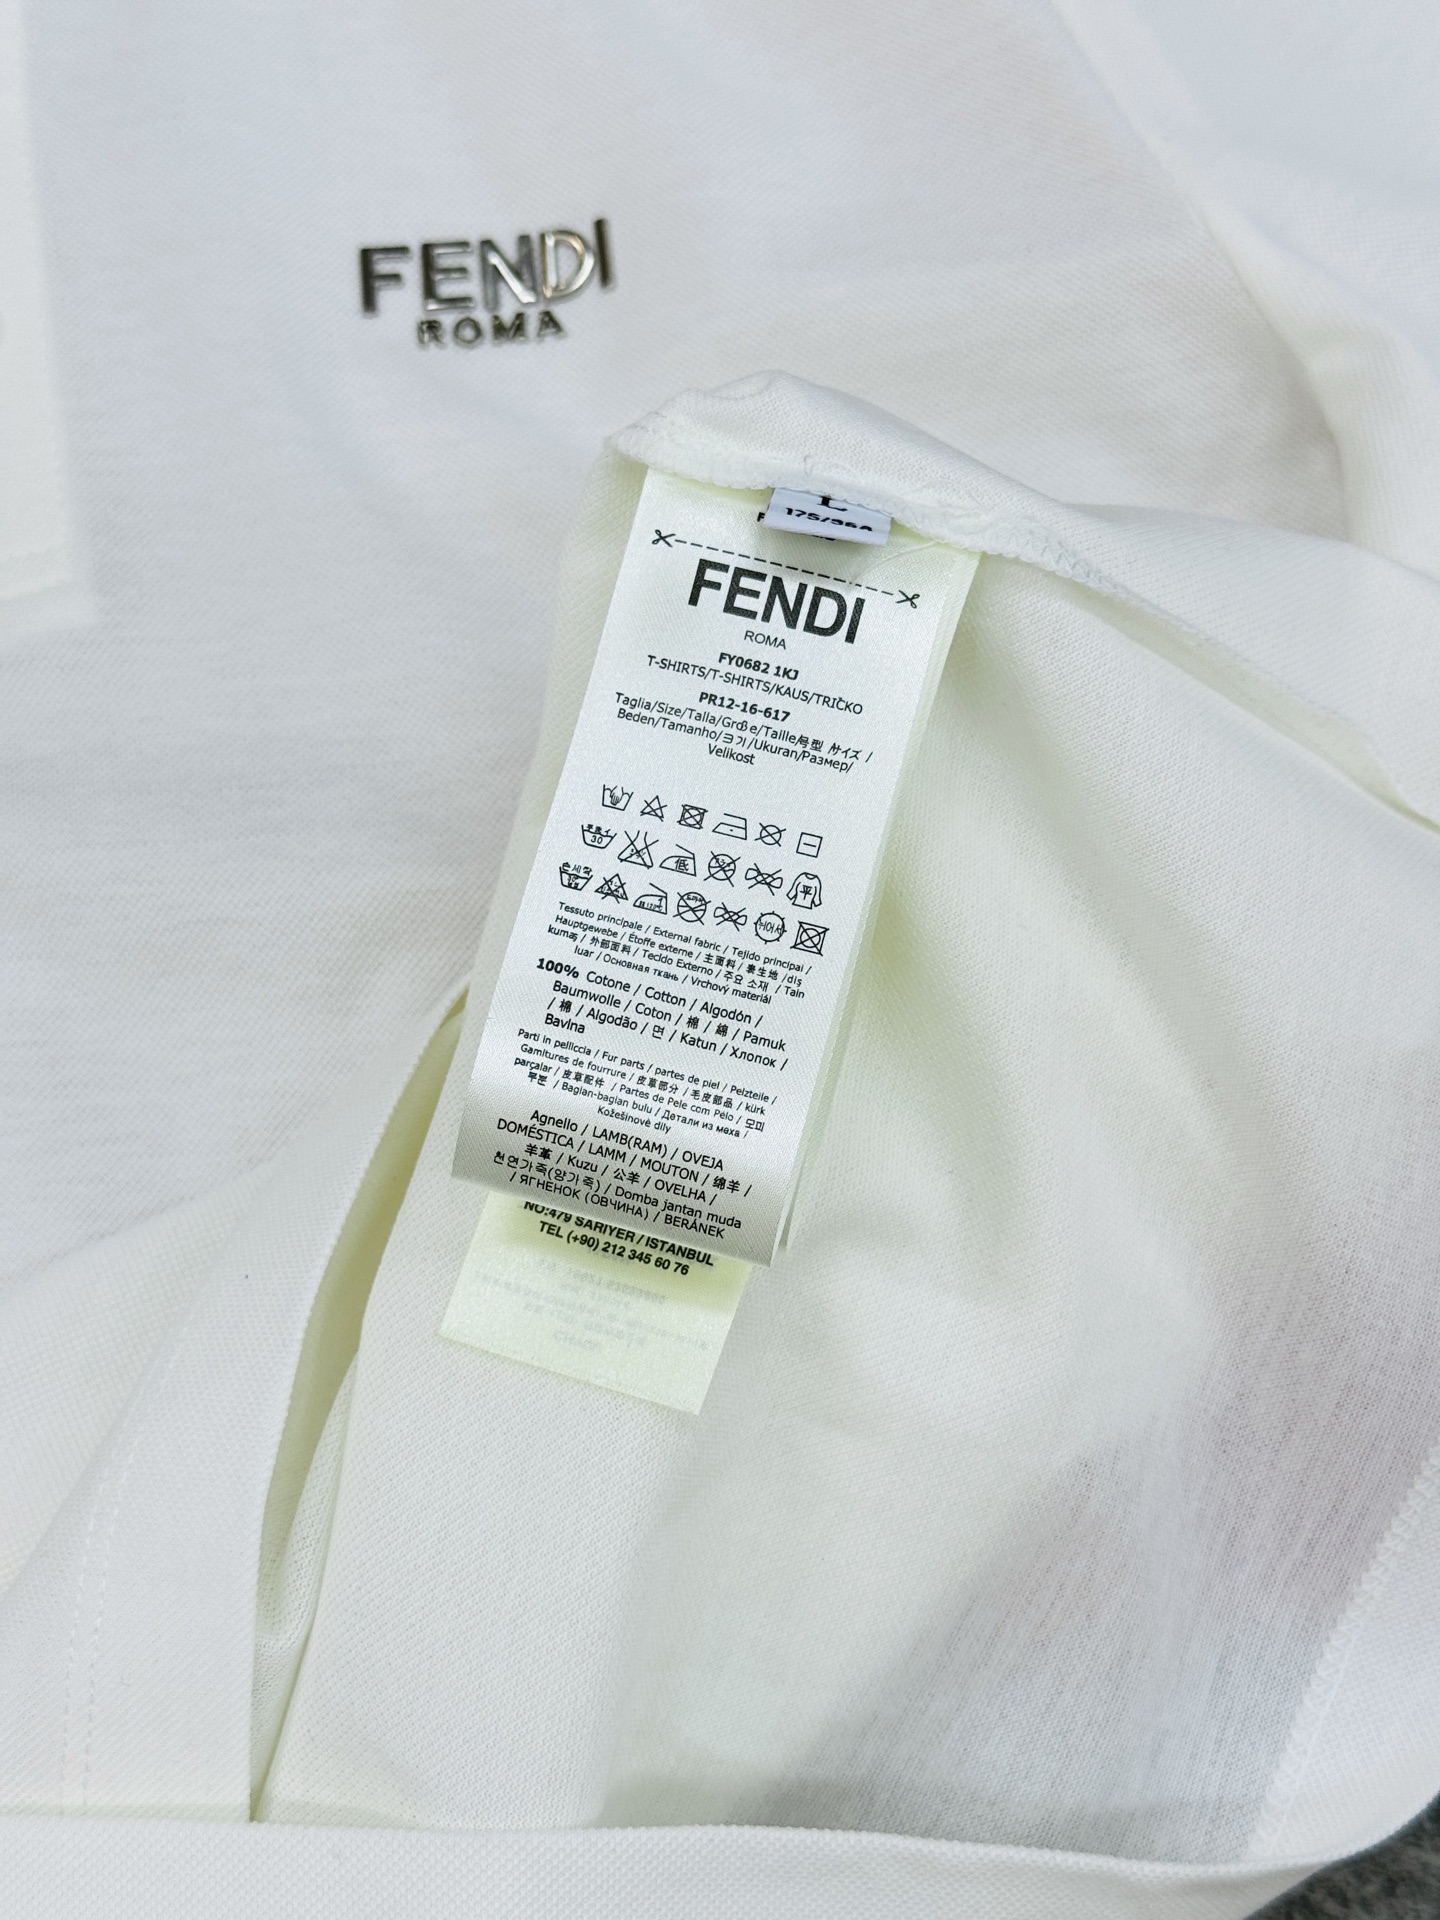 FENDI
ROMA
L
FENDI
ROMA
FY0682 1KJ
T-SHIRTS/T-SHIRTS/KAUS/TRIČKO
PR12-16-617
Taglia/Size/Talla/Größe/Taille/号型 サイズ /
Beden/Tamanho/크기/Ukuran/Размер/
Velikost
30
低
平
Tessuto principale / External fabric / Tejido principal /
Hauptgewebe / Étoffe externe / 主面料 / 表生地 /diş
kumaş / 外部面料 / Tecido Externo / 주요 소재 / Tain
luar / Основная ткань / Vrchový materiál
100% Cotone / Cotton / Algodón /
Baumwolle / Coton / 棉 / 綿 / Pamuk
/ 棉 / Algodão / 면 / Katun / Хлопок /
Bavlna
Parti in pelliccia / Fur parts / partes de piel / Pelzteile /
Garnitures de fourrure / 皮草部分 / 毛皮部品 / kürk
parçalar / 皮草配件 / Partes de Pele com Pelo / 모피
부분 / Bagian-bagian bulu / Детали из меха /
Kožešinové díly
Agnello / LAMB(RAM) / OVEJA
DOMÉSTICA / LAMM / MOUTON / 绵羊 /
羊革 / Kuzu / 公羊 / OVELHA /
천연가죽(양가죽) / Domba jantan muda
/ ЯГНЕНОК (ОВЧИНА) / BERÁNEK
NO:479 SARIYER / ISTANBUL
TEL (+90) 212 345 60 76